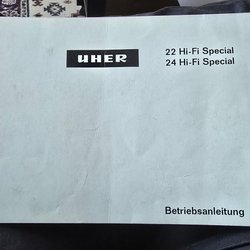 UHER
22 Hi-Fi Special
24 Hi-Fi Special
Betriebsanleitung